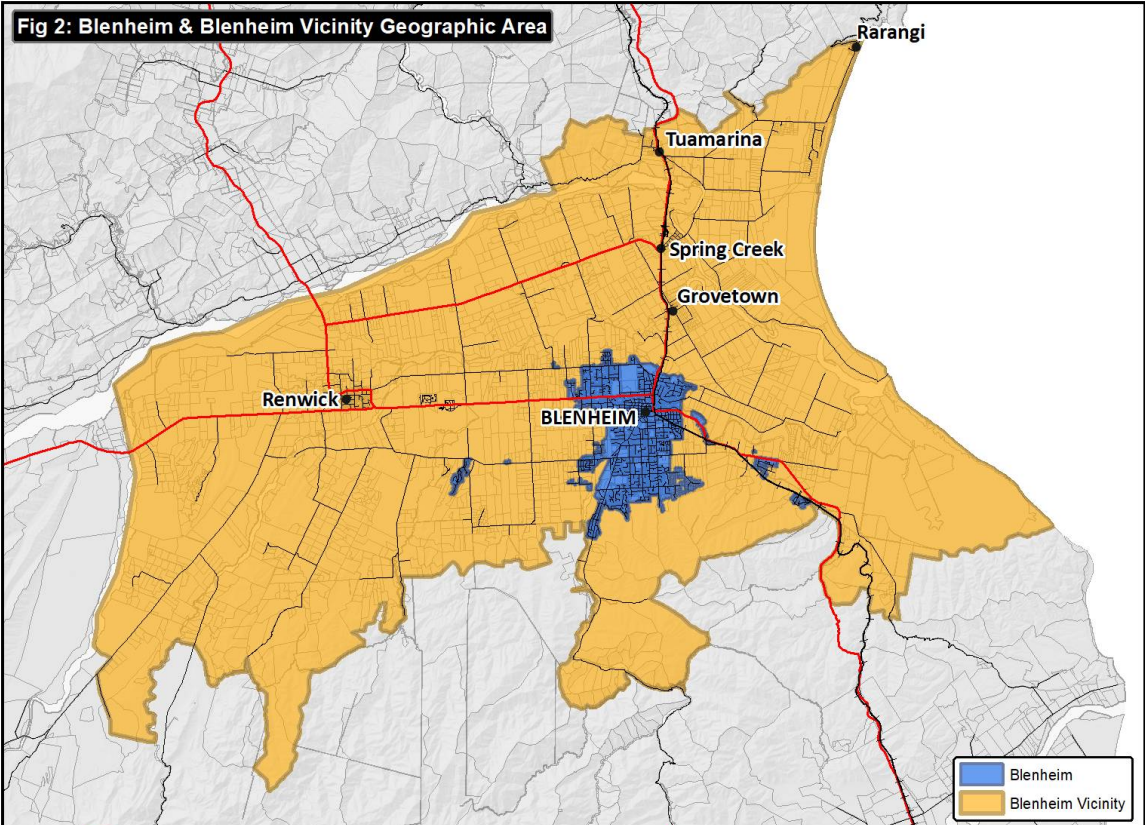 Fig 2: Blenheim & Blenheim Vicinity Geographic Area
Rarangi
Tuamarina
Spring Creek
Grovetown
Renwick
BLENHEIM
Blenheim
Blenheim Vicinity